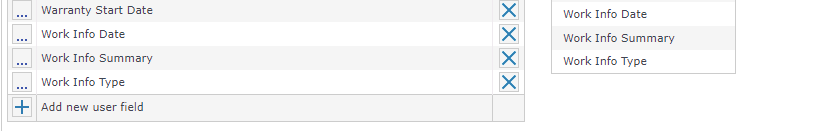 ... Warranty Start Date
... Work Info Date
... Work Info Summary
... Work Info Type
Add new user field
Work Info Date
Work Info Summary
Work Info Type